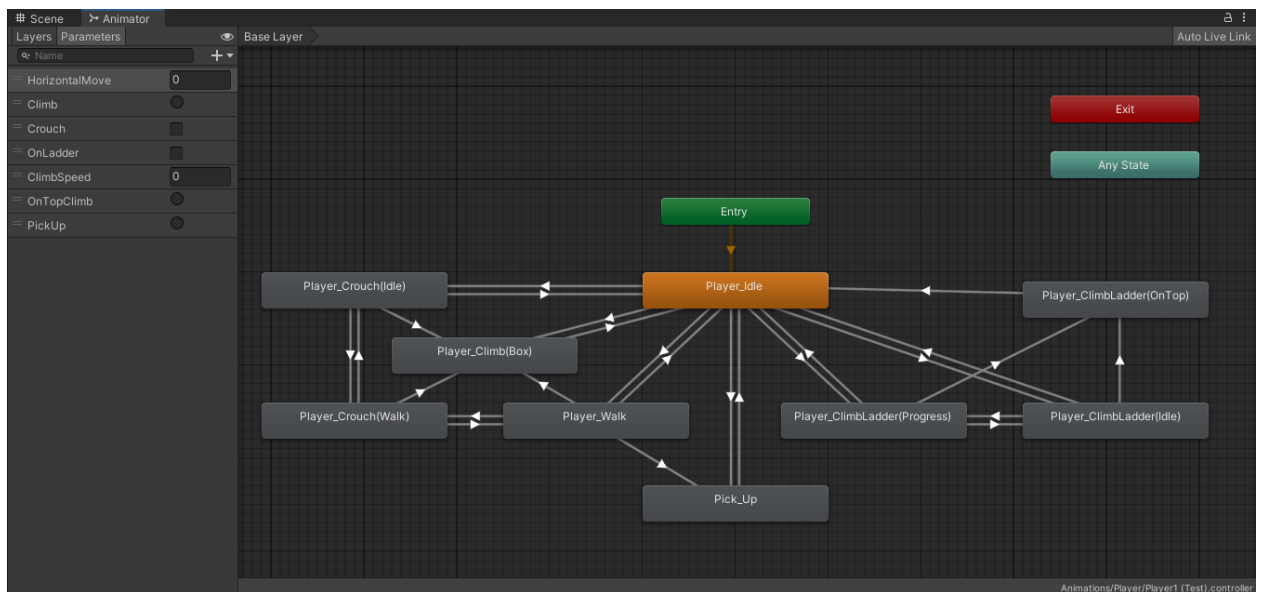 Scene Animator
Layers Parameters Base Layer Auto Live Link
Name
HorizontalMove 0
Climb
Crouch
OnLadder
ClimbSpeed 0
OnTopClimb
PickUp
Exit
Any State
Entry
Player_Crouch(Idle) Player_Idle Player_ClimbLadder(OnTop)
Player_Climb(Box)
Player_Crouch(Walk) Player_Walk Player_ClimbLadder(Progress) Player_ClimbLadder(Idle)
Pick_Up
Animations/Player/Player1 (Test).controller